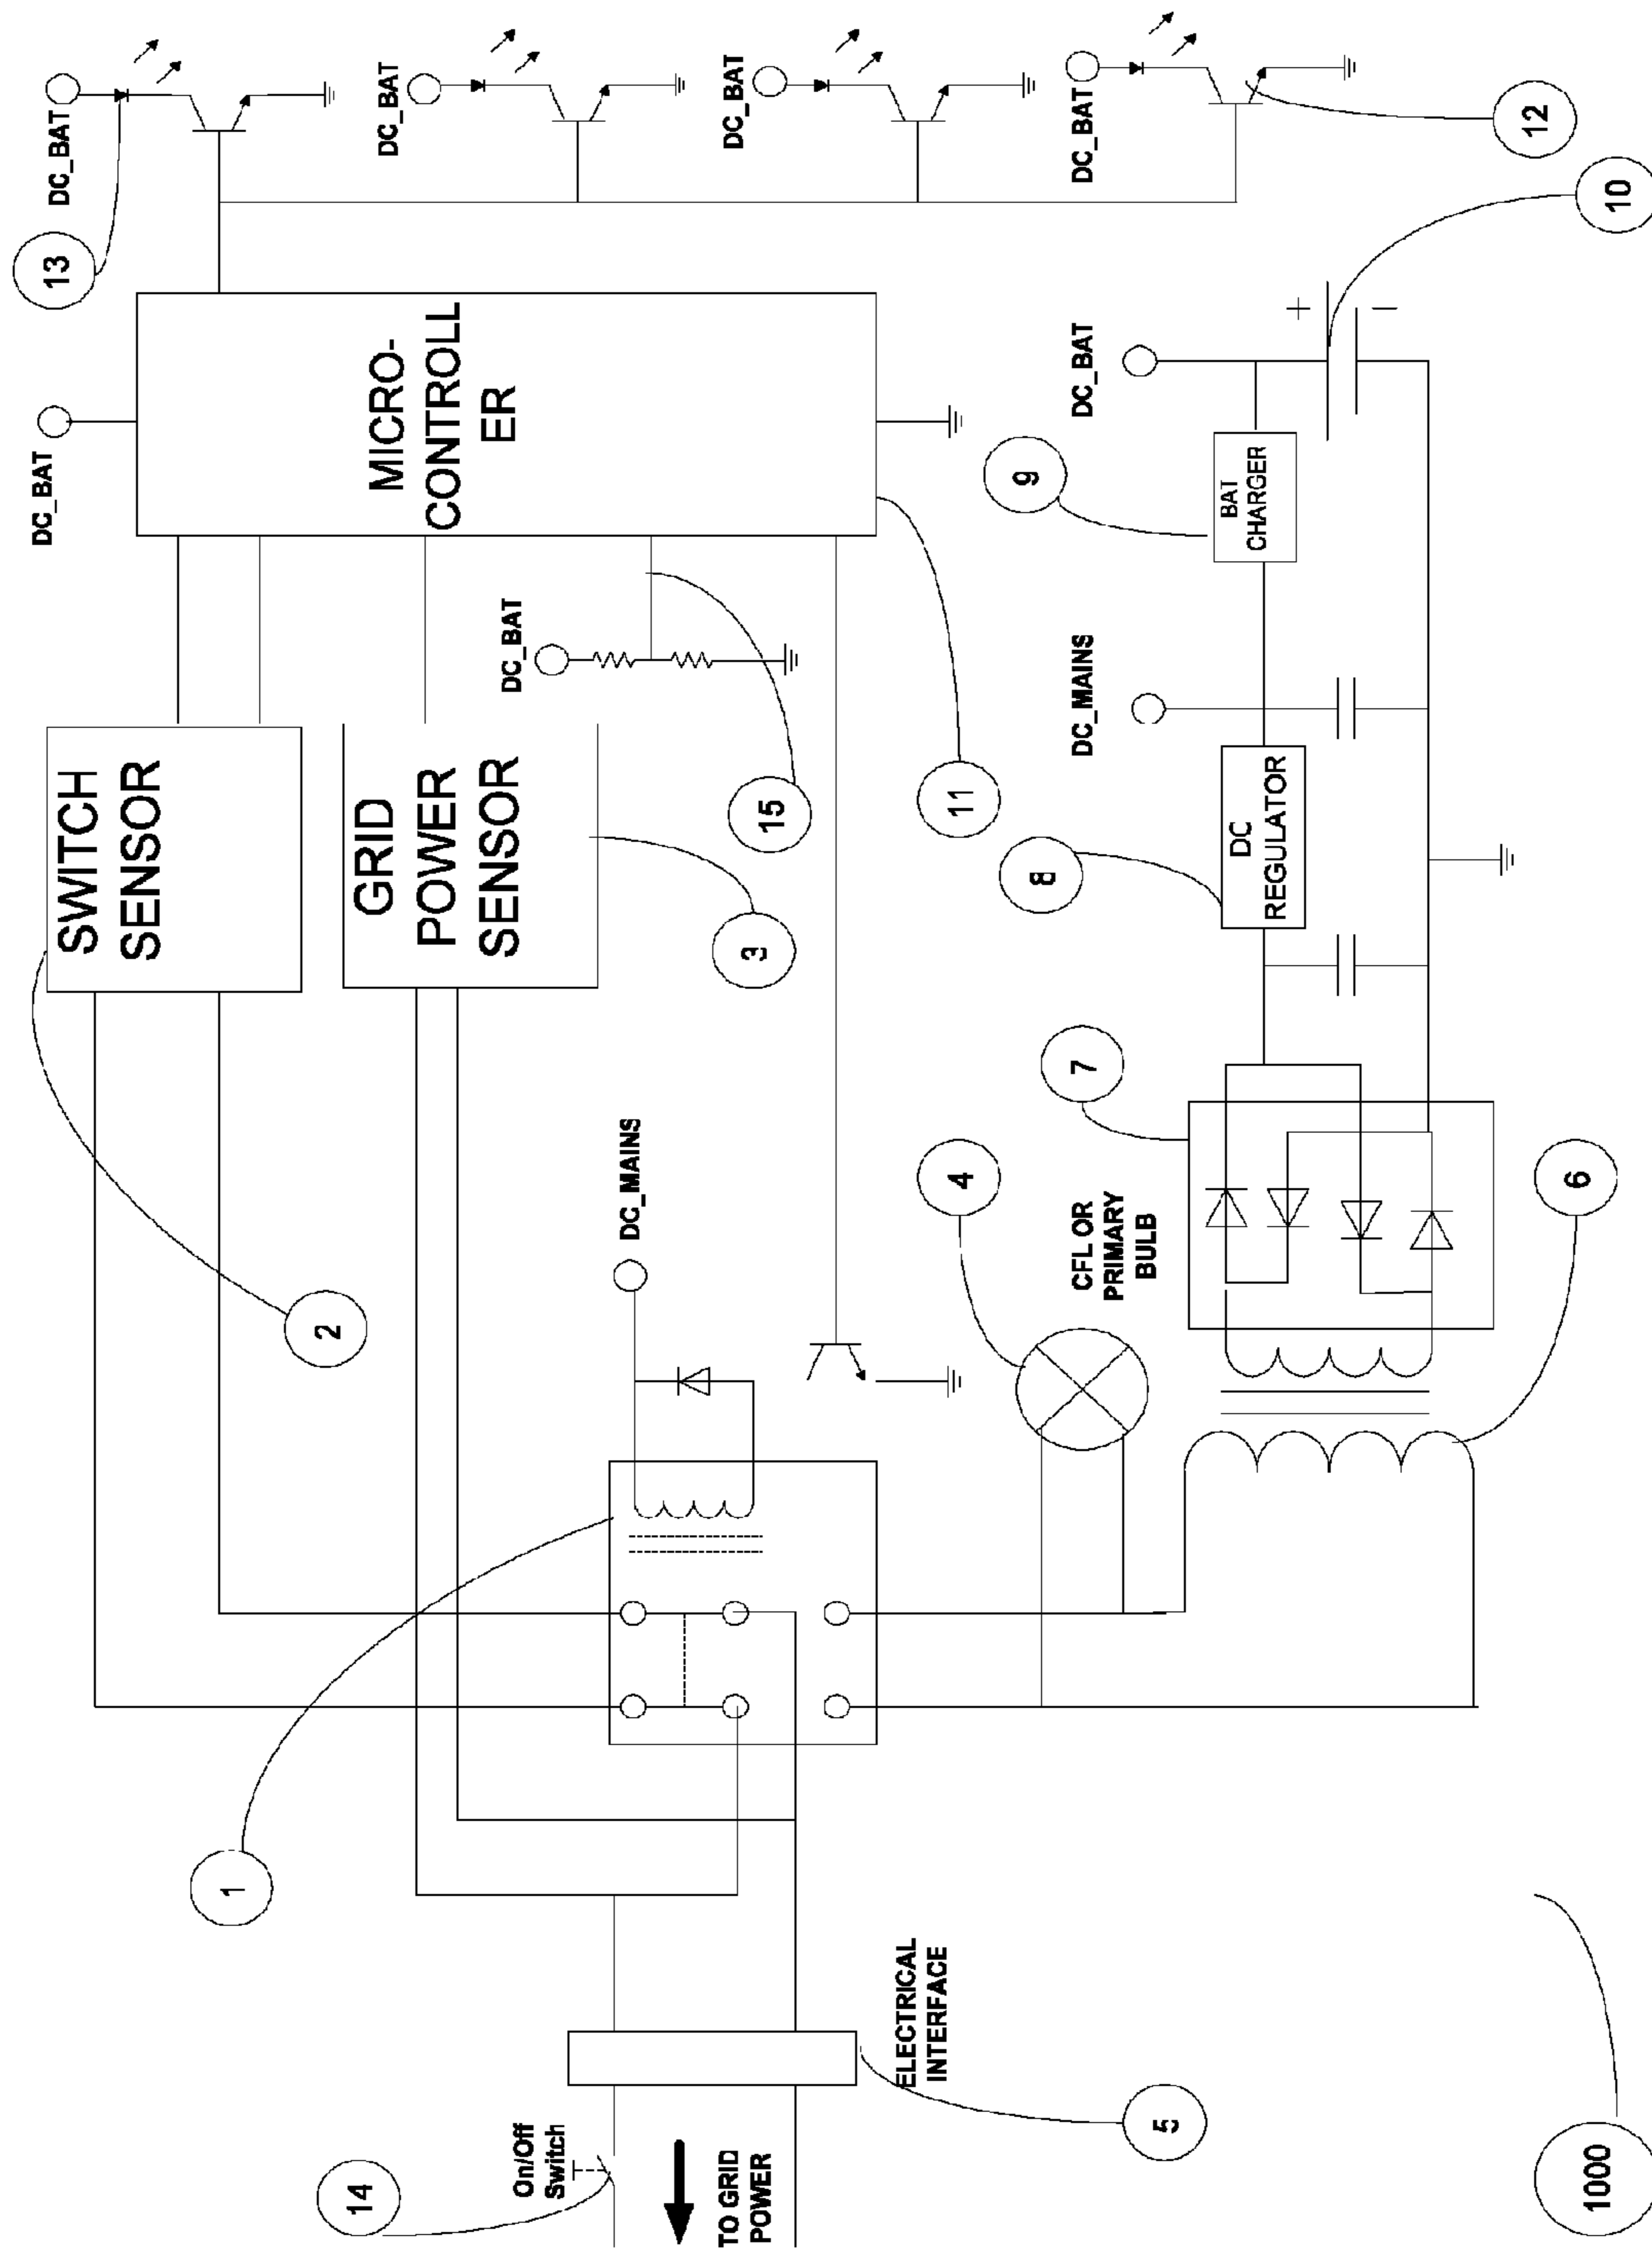 DC_BAT
DC_BAT
DC_BAT
DC_BAT
13
12
10
DC_BAT
MICRO-
CONTROLL
ER
DC_BAT
+
-
9
BAT
CHARGER
SWITCH
SENSOR
GRID
POWER
SENSOR
DC_BAT
15
11
3
DC_MAINS
8
DC
REGULATOR
2
DC_MAINS
4
7
6
CFL OR
PRIMARY
BULB
1
ELECTRICAL
INTERFACE
5
14
On/Off
Switch
TO GRID
POWER
1000